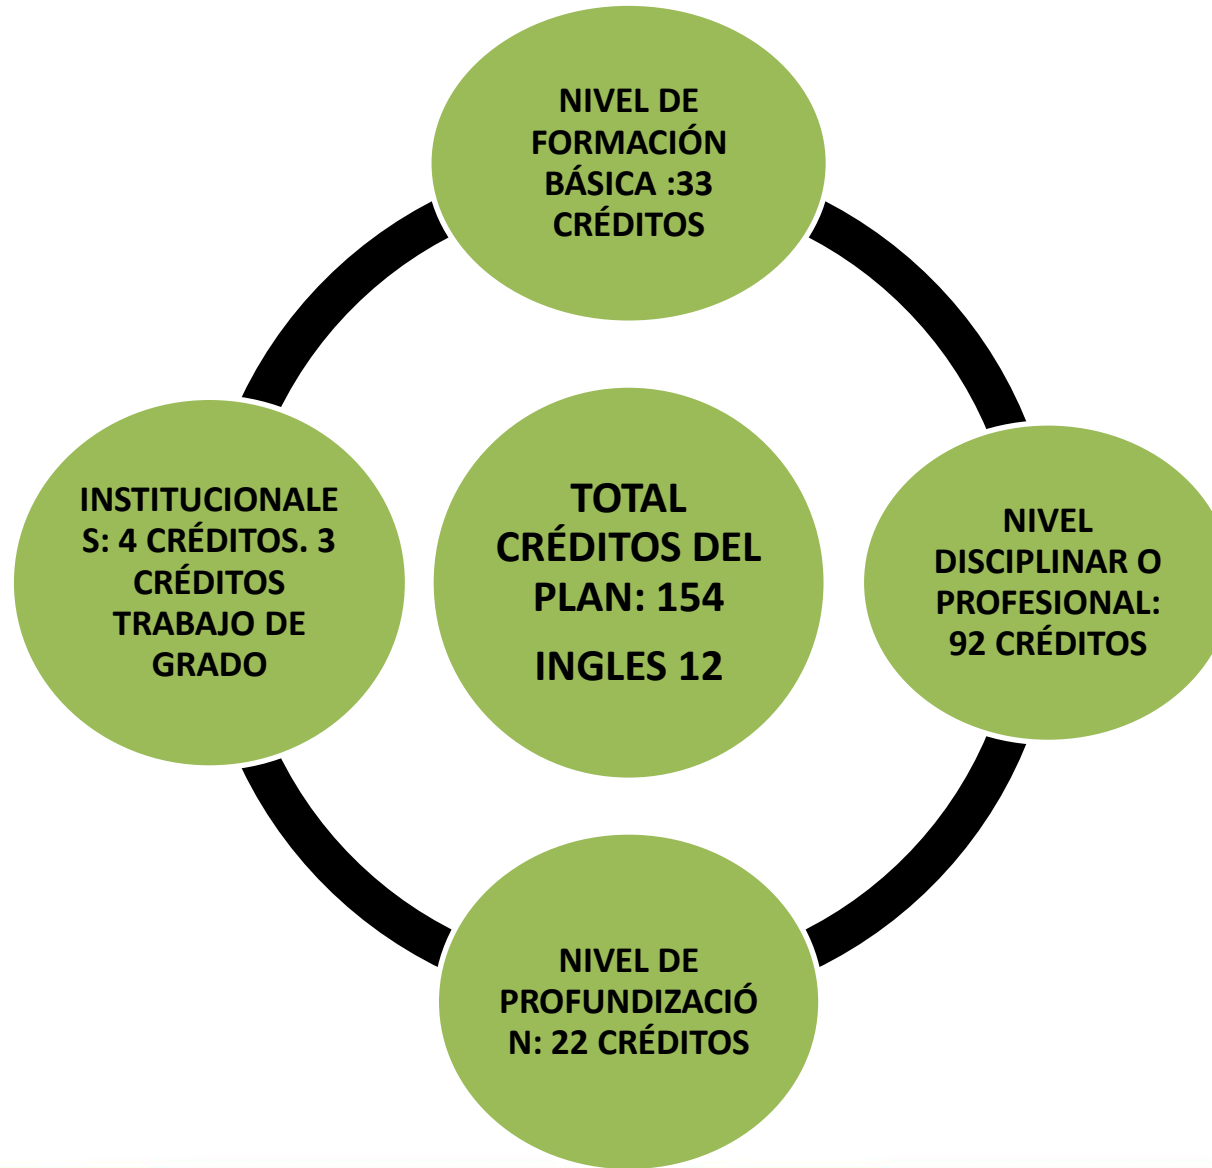 NIVEL DE
FORMACIÓN
BÁSICA :33
CRÉDITOS
INSTITUCIONALE
S: 4 CRÉDITOS. 3
CRÉDITOS
TRABAJO DE
GRADO
TOTAL
CRÉDITOS DEL
PLAN: 154
INGLES 12
NIVEL
DISCIPLINAR O
PROFESIONAL:
92 CRÉDITOS
NIVEL DE
PROFUNDIZACIÓ
N: 22 CRÉDITOS